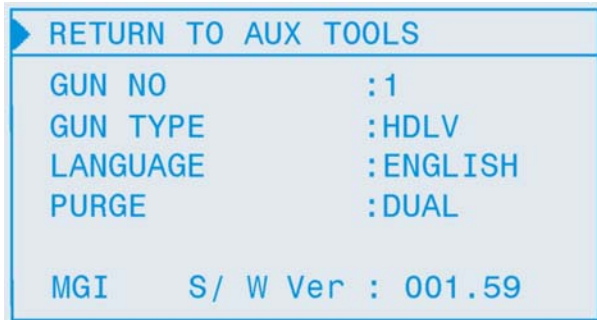 RETURN TO AUX TOOLS
GUN NO :1
GUN TYPE :HDLV
LANGUAGE :ENGLISH
PURGE :DUAL
MGI S/ W Ver : 001.59